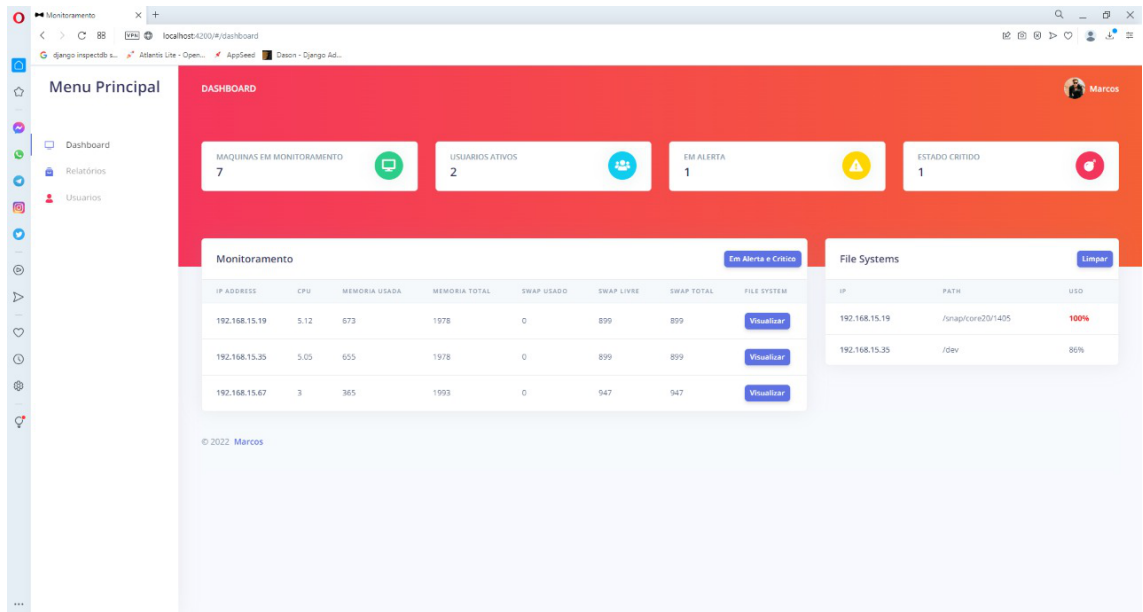 Monitoramento
VPN localhost:4200/#/dashboard
django inspectdb s... Atlantis Lite - Open... AppSeed Dason - Django Ad...
Menu Principal
Dashboard
Relatórios
Usuarios
DASHBOARD
Marcos
MAQUINAS EM MONITORAMENTO
7
USUARIOS ATIVOS
2
EM ALERTA
1
ESTADO CRITIDO
1
Monitoramento Em Alerta e Critico
IP ADDRESS CPU MEMORIA USADA MEMORIA TOTAL SWAP USADO SWAP LIVRE SWAP TOTAL FILE SYSTEM
192.168.15.19 5.12 673 1978 0 899 899 Visualizar
192.168.15.35 5.05 655 1978 0 899 899 Visualizar
192.168.15.67 3 365 1993 0 947 947 Visualizar
File Systems Limpar
IP PATH USO
192.168.15.19 /snap/core20/1405 100%
192.168.15.35 /dev 86%
© 2022 Marcos